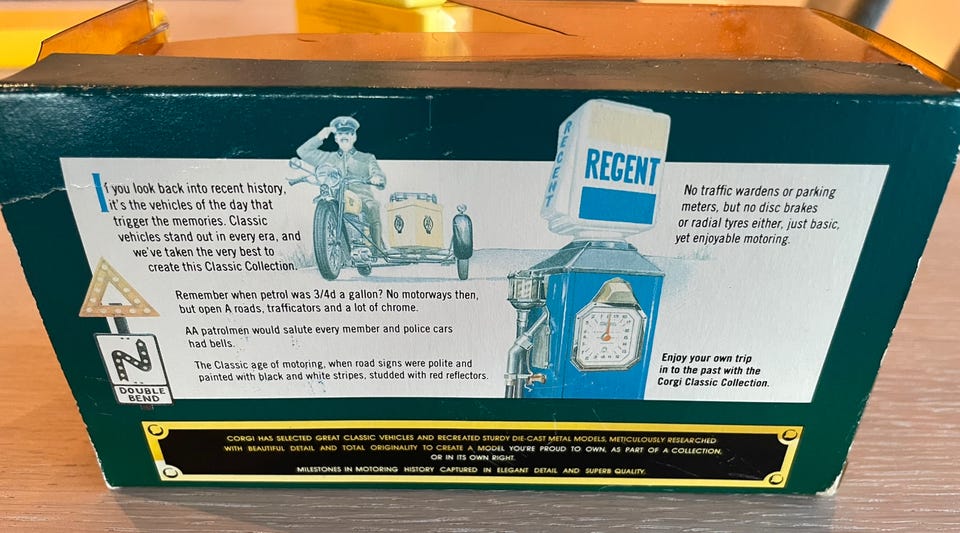 If you look back into recent history,
it's the vehicles of the day that
trigger the memories. Classic
vehicles stand out in every era, and
we've taken the very best to
create this Classic Collection.
Remember when petrol was 3/4d a gallon? No motorways then,
but open A roads, trafficators and a lot of chrome.
AA patrolmen would salute every member and police cars
had bells.
The Classic age of motoring, when road signs were polite and
painted with black and white stripes, studded with red reflectors.
DOUBLE
BEND
REGENT
REGENT
No traffic wardens or parking
meters, but no disc brakes
or radial tyres either, just basic,
yet enjoyable motoring.
Enjoy your own trip
in to the past with the
Corgi Classic Collection.
CORGI HAS SELECTED GREAT CLASSIC VEHICLES AND RECREATED STURDY DIE-CAST METAL MODELS, METICULOUSLY RESEARCHED
WITH BEAUTIFUL DETAIL AND TOTAL ORIGINALITY TO CREATE A MODEL YOU'RE PROUD TO OWN, AS PART OF A COLLECTION,
OR IN ITS OWN RIGHT.
MILESTONES IN MOTORING HISTORY CAPTURED IN ELEGANT DETAIL AND SUPERB QUALITY.